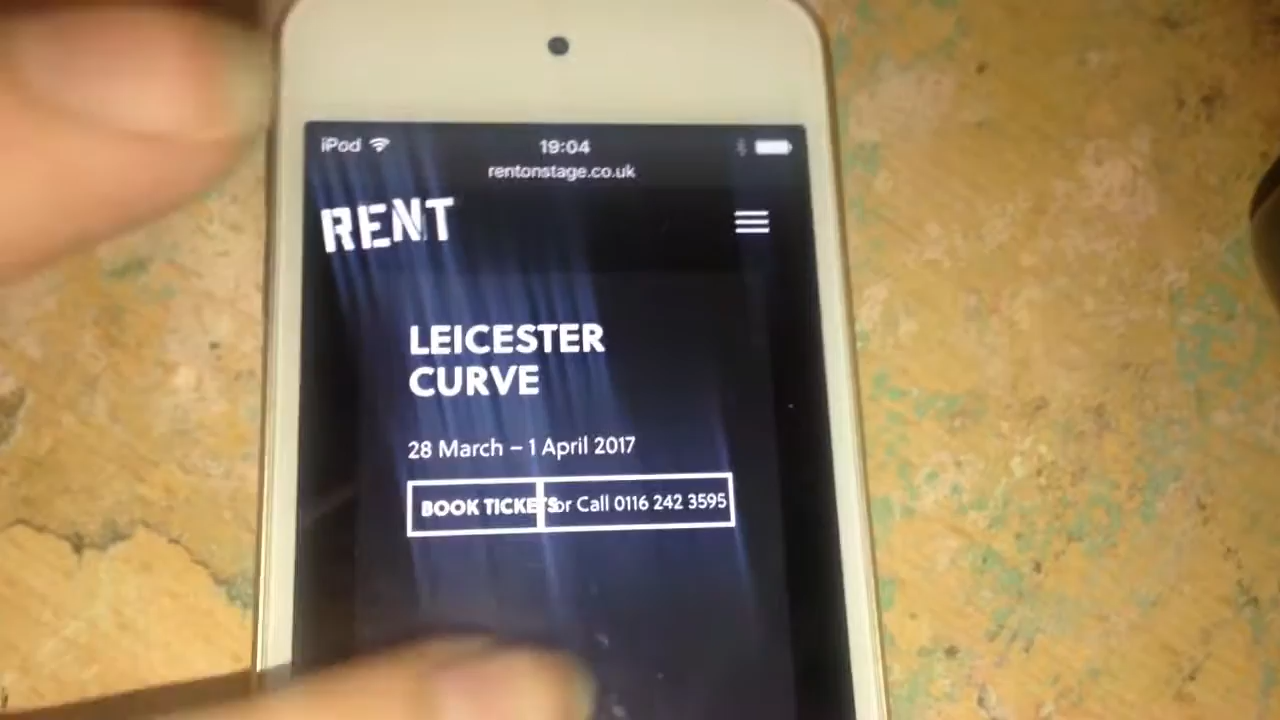 iPod 19:04
rentonstage.co.uk
RENT
LEICESTER
CURVE
28 March – 1 April 2017
BOOK TICKETS or Call 0116 242 3595